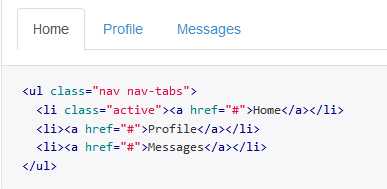 Home Profile Messages
<ul class="nav nav-tabs">
  <li class="active"><a href="#">Home</a></li>
  <li><a href="#">Profile</a></li>
  <li><a href="#">Messages</a></li>
</ul>